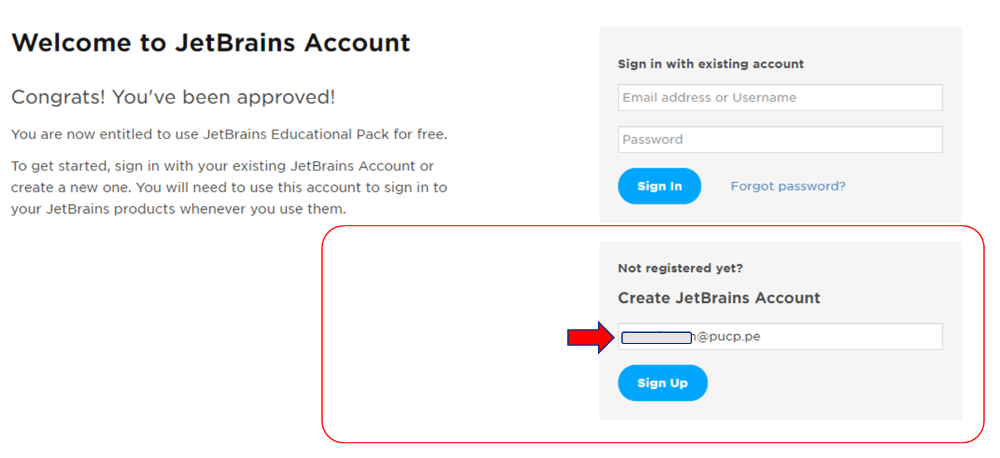 Welcome to JetBrains Account
Congrats! You've been approved!
You are now entitled to use JetBrains Educational Pack for free.
To get started, sign in with your existing JetBrains Account or
create a new one. You will need to use this account to sign in to
your JetBrains products whenever you use them.
Sign in with existing account
Email address or Username
Password
Sign In
Forgot password?
Not registered yet?
Create JetBrains Account
@pucp.pe
Sign Up